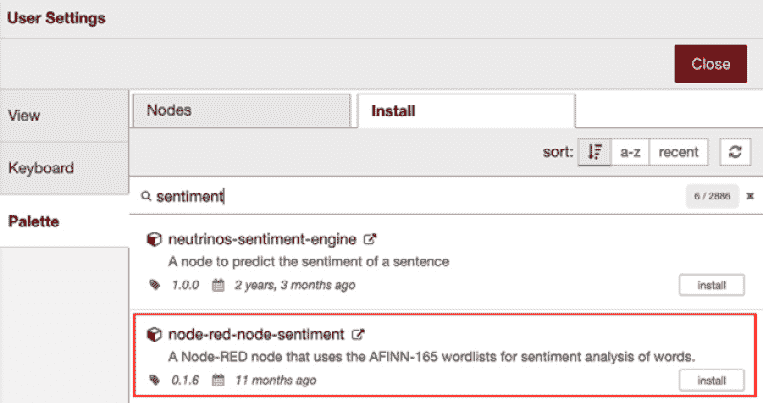 User Settings
Close
View
Keyboard
Palette
Nodes
Install
sort: a-z recent
sentiment
6 / 2886
neutrinos-sentiment-engine
A node to predict the sentiment of a sentence
1.0.0 2 years, 3 months ago
install
node-red-node-sentiment
A Node-RED node that uses the AFINN-165 wordlists for sentiment analysis of words.
0.1.6 11 months ago
install